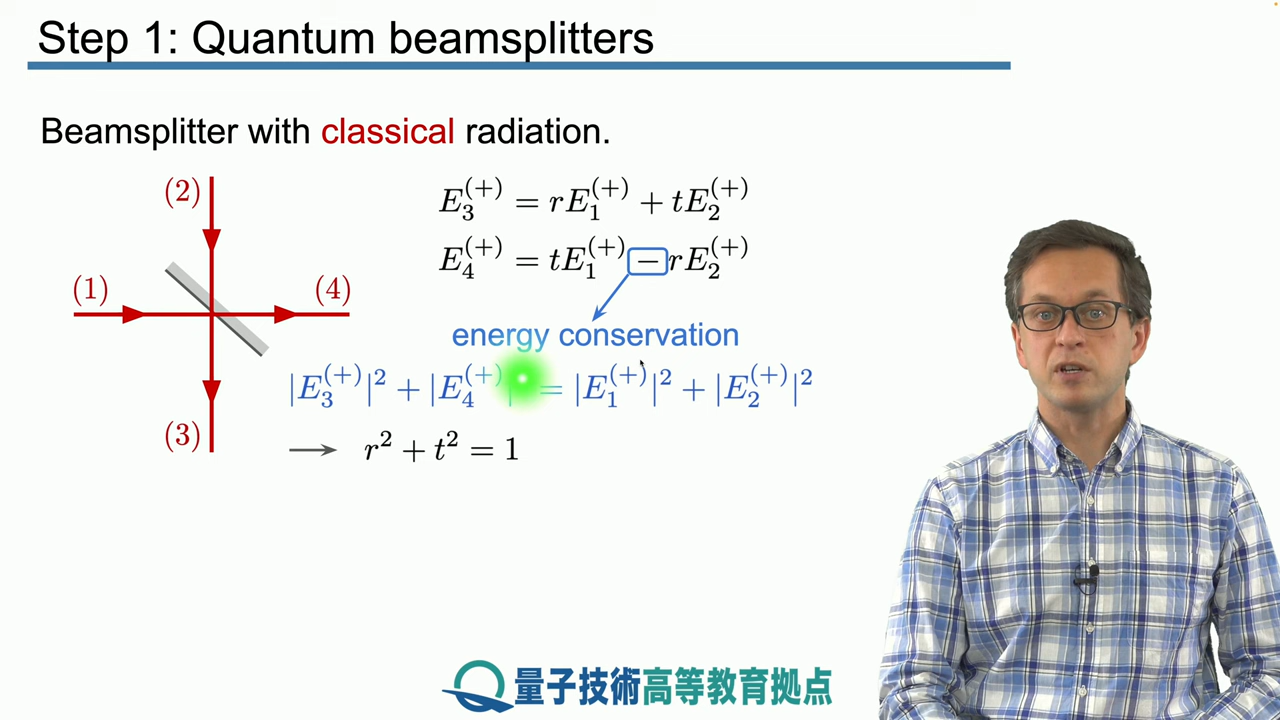 Step 1: Quantum beamsplitters
Beamsplitter with classical radiation.
(2)
(1)
(4)
(3)
E_3^{(+)} = rE_1^{(+)} + tE_2^{(+)}
E_4^{(+)} = tE_1^{(+)} − rE_2^{(+)}
energy conservation
|E_3^{(+)}|^2 + |E_4^{(+)}|^2 = |E_1^{(+)}|^2 + |E_2^{(+)}|^2
⟶ r^2 + t^2 = 1
量子技術高等教育拠点